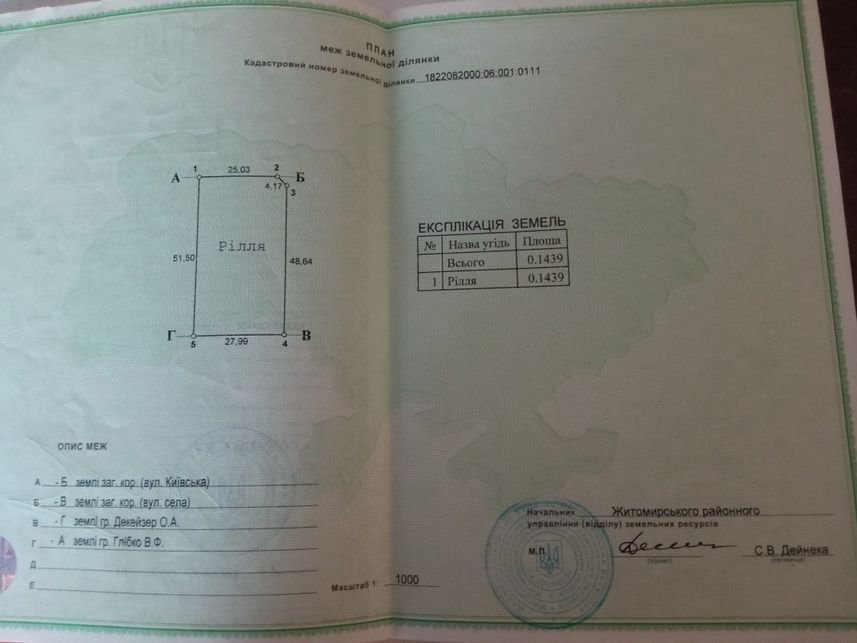 ПЛАН
меж земельної ділянки
Кадастровий номер земельної ділянки 1822082000:06:001:0111
1 25,03 2
А Б
4,17 3
Рілля
51,50 48,64
Г В
5 27,99 4
ЕКСПЛІКАЦІЯ ЗЕМЕЛЬ
№ Назва угідь Площа
Всього 0.1439
1 Рілля 0.1439
ОПИС МЕЖ
А - Б землі заг. кор. (вул. Київська)
Б - В землі заг. кор. (вул. села)
В - Г землі гр. Декейзер О.А.
Г - А землі гр. Глібко В.Ф.
Д
Е
Масштаб 1: 1000
Начальник Житомирського районного
управління (відділу) земельних ресурсів
М.П. С.В. Дейнека
(підпис) (прізвище)